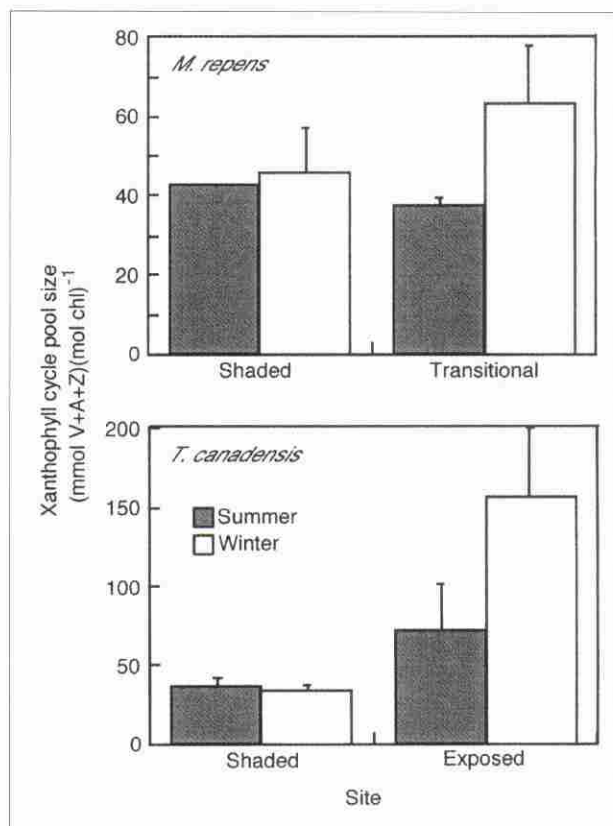 Xanthophyll cycle pool size
(mmol V+A+Z)(mol chl)⁻¹
M. repens
80
60
40
20
0
Shaded
Transitional
T. canadensis
200
150
100
50
0
Summer
Winter
Shaded
Exposed
Site